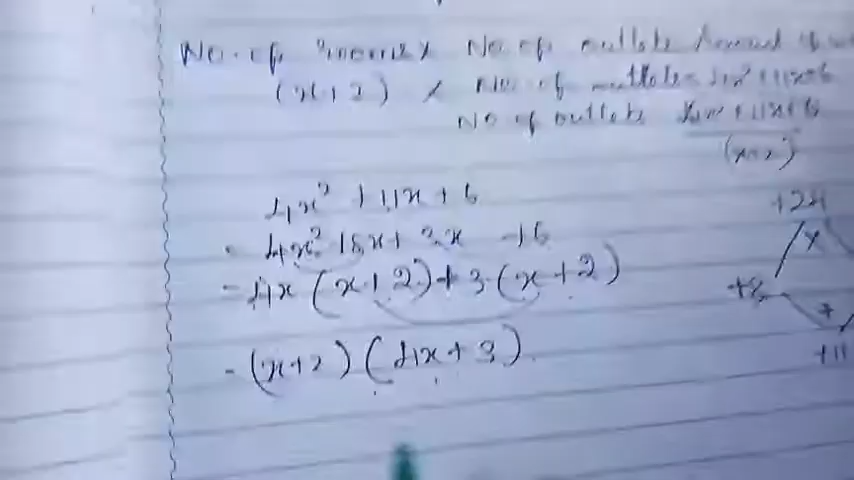 No. of × No of outlets
(x+2) × No. of outlets 4x²+11x+6
No of outlets 4x²+11x+6
(x+2)
4x² + 11x + 6
= 4x² + 8x + 3x + 6
= 4x (x+2) + 3 (x+2)
= (x+2) (4x+3)
+24
×
+8
+
+11